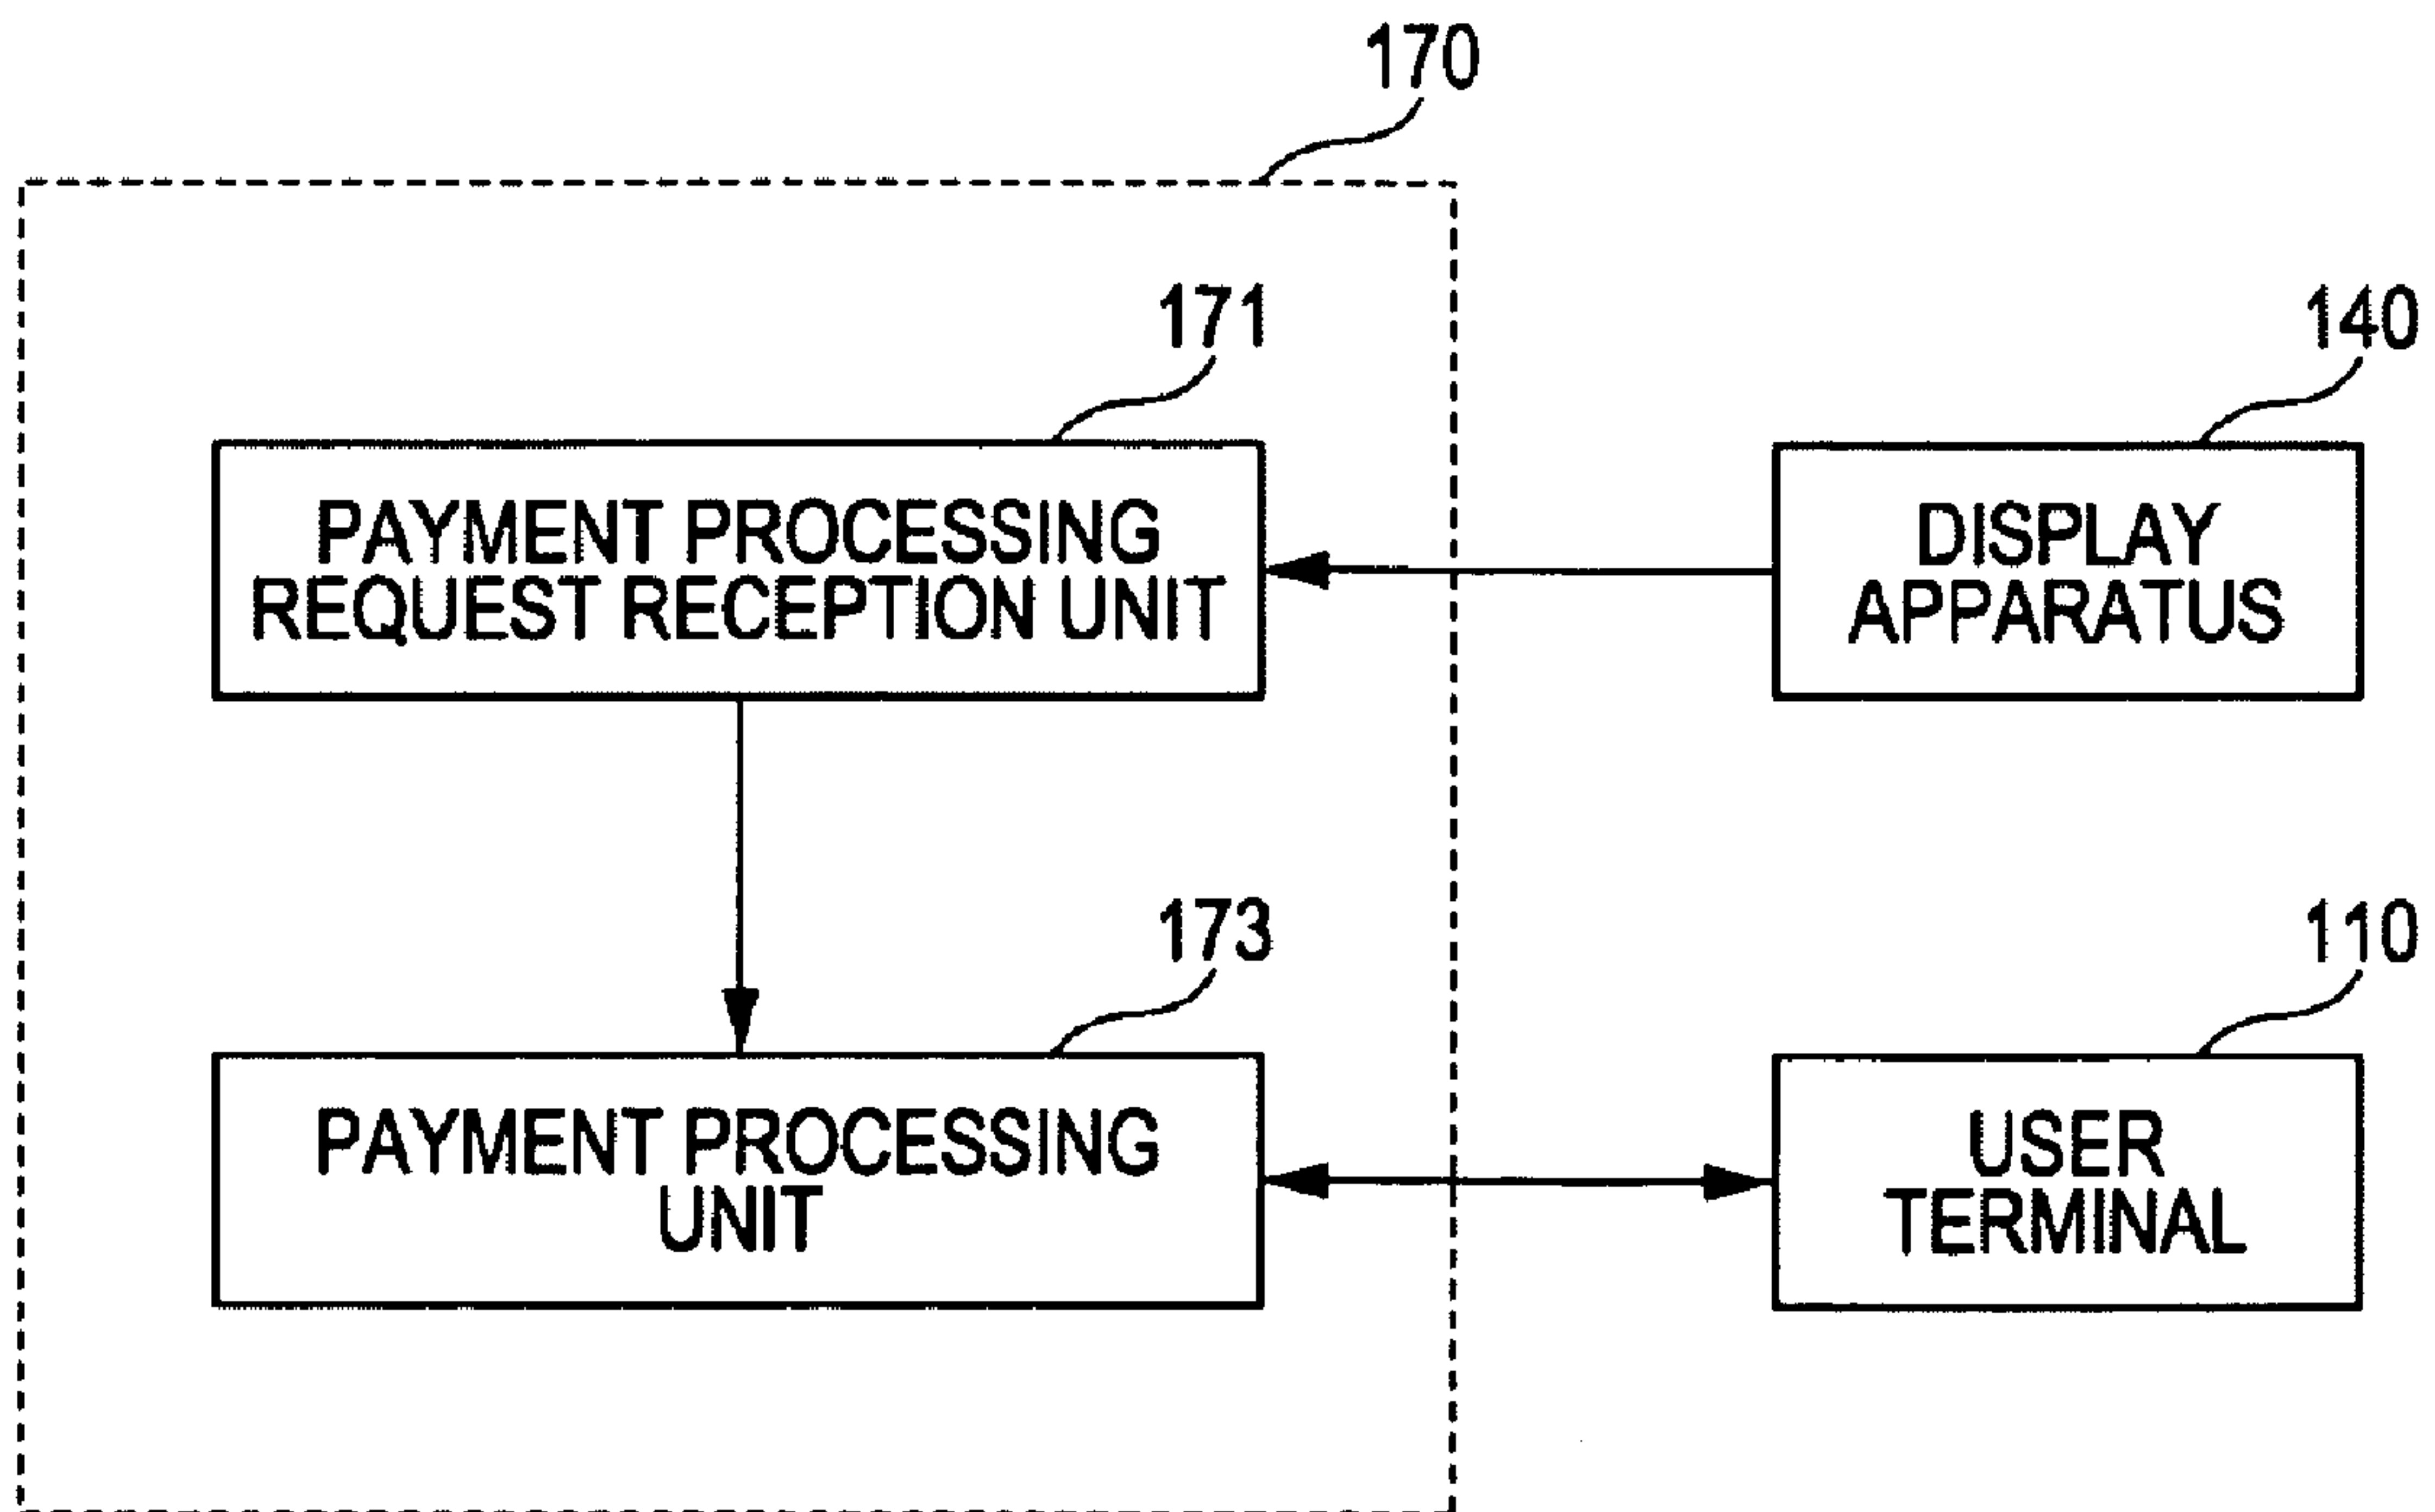 170
171
140
PAYMENT PROCESSING
REQUEST RECEPTION UNIT
DISPLAY
APPARATUS
173
110
PAYMENT PROCESSING
UNIT
USER
TERMINAL